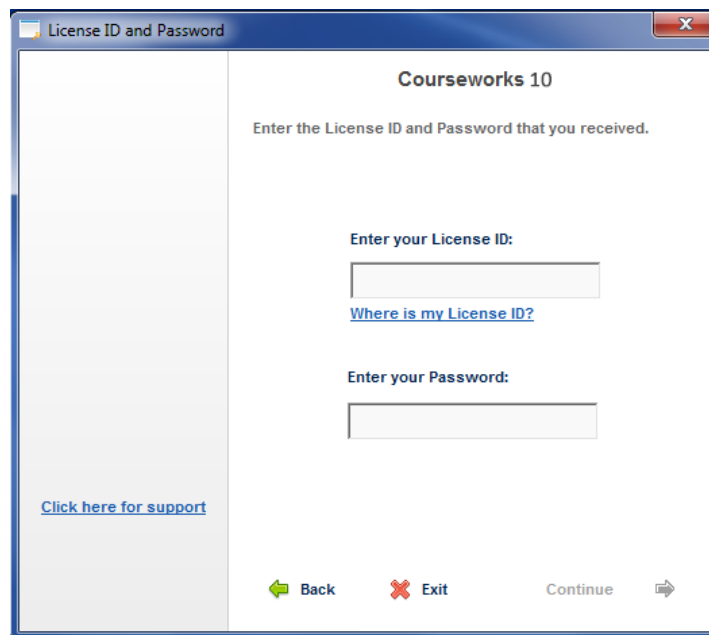 License ID and Password
Courseworks 10
Enter the License ID and Password that you received.
Enter your License ID:
Where is my License ID?
Enter your Password:
Click here for support
Back Exit Continue